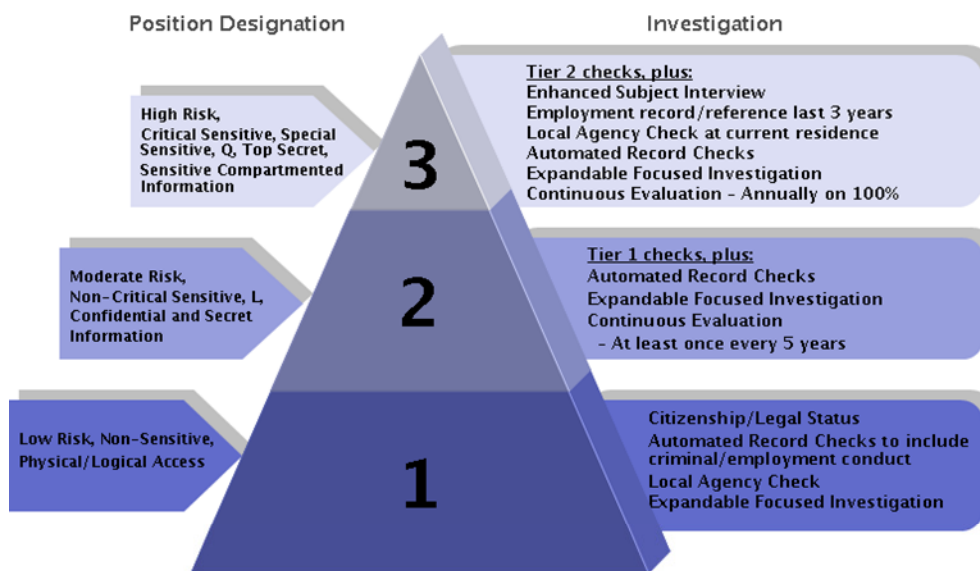 Position Designation
Investigation
High Risk,
Critical Sensitive, Special
Sensitive, Q, Top Secret,
Sensitive Compartmented
Information
3
Tier 2 checks, plus:
Enhanced Subject Interview
Employment record/reference last 3 years
Local Agency Check at current residence
Automated Record Checks
Expandable Focused Investigation
Continuous Evaluation - Annually on 100%
Moderate Risk,
Non-Critical Sensitive, L,
Confidential and Secret
Information
2
Tier 1 checks, plus:
Automated Record Checks
Expandable Focused Investigation
Continuous Evaluation
- At least once every 5 years
Low Risk, Non-Sensitive,
Physical/Logical Access
1
Citizenship/Legal Status
Automated Record Checks to include
criminal/employment conduct
Local Agency Check
Expandable Focused Investigation